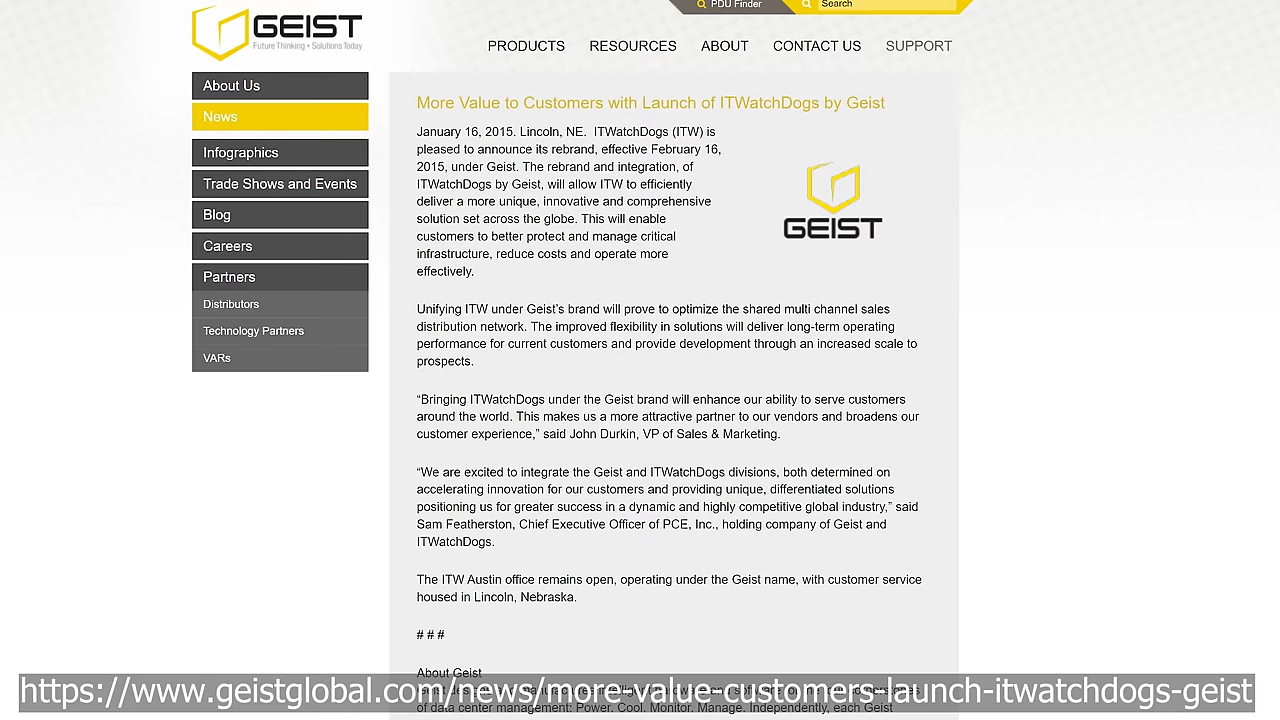 GEIST
Future Thinking • Solutions Today
PDU Finder
Search
PRODUCTS
RESOURCES
ABOUT
CONTACT US
SUPPORT
About Us
News
Infographics
Trade Shows and Events
Blog
Careers
Partners
Distributors
Technology Partners
VARs
More Value to Customers with Launch of ITWatchDogs by Geist
January 16, 2015. Lincoln, NE.  ITWatchDogs (ITW) is
pleased to announce its rebrand, effective February 16,
2015, under Geist. The rebrand and integration, of
ITWatchDogs by Geist, will allow ITW to efficiently
deliver a more unique, innovative and comprehensive
solution set across the globe. This will enable
customers to better protect and manage critical
infrastructure, reduce costs and operate more
effectively.
GEIST
Unifying ITW under Geist’s brand will prove to optimize the shared multi channel sales
distribution network. The improved flexibility in solutions will deliver long-term operating
performance for current customers and provide development through an increased scale to
prospects.
“Bringing ITWatchDogs under the Geist brand will enhance our ability to serve customers
around the world. This makes us a more attractive partner to our vendors and broadens our
customer experience,” said John Durkin, VP of Sales & Marketing.
“We are excited to integrate the Geist and ITWatchDogs divisions, both determined on
accelerating innovation for our customers and providing unique, differentiated solutions
positioning us for greater success in a dynamic and highly competitive global industry,” said
Sam Featherston, Chief Executive Officer of PCE, Inc., holding company of Geist and
ITWatchDogs.
The ITW Austin office remains open, operating under the Geist name, with customer service
housed in Lincoln, Nebraska.
# # #
About Geist
of data center management: Power. Cool. Monitor. Manage. Independently, each Geist
https://www.geistglobal.com/news/more-value-customers-launch-itwatchdogs-geist